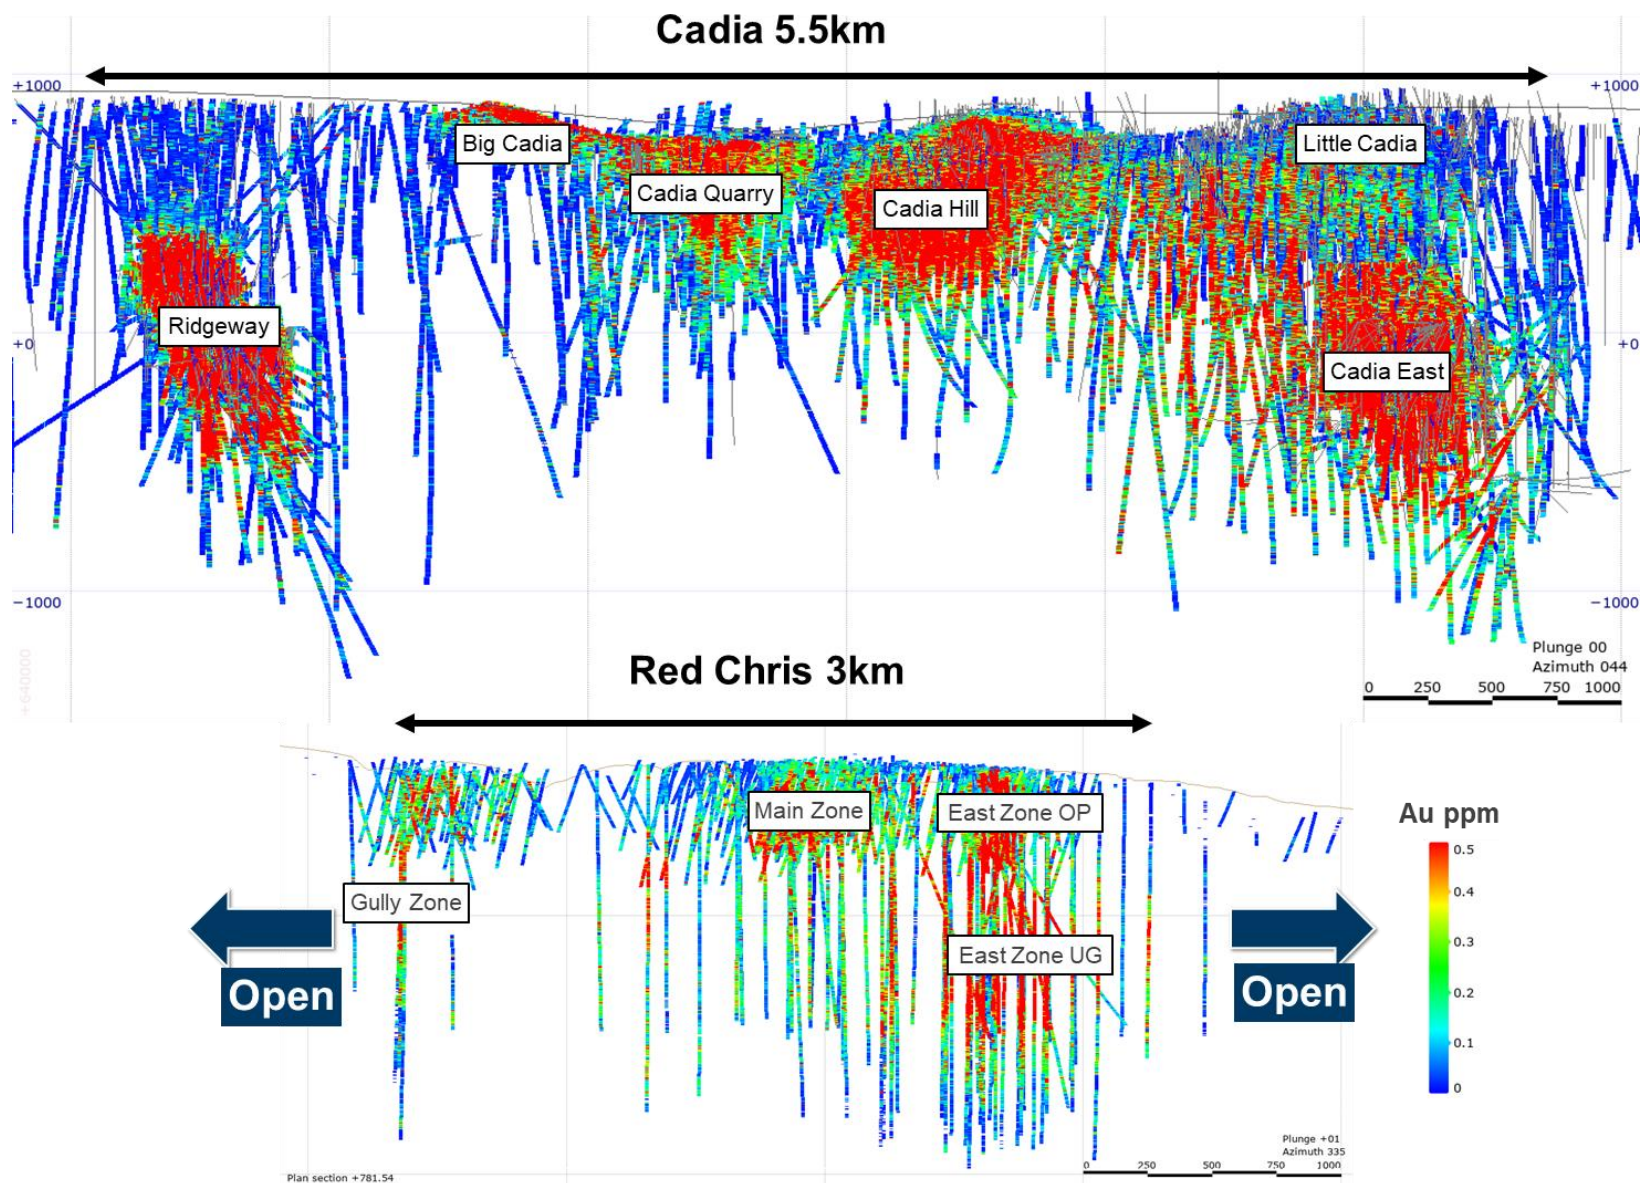 Cadia 5.5km
+1000
+1000
Big Cadia
Little Cadia
Cadia Quarry
Cadia Hill
Ridgeway
+0
+0
Cadia East
-1000
-1000
+6400000
Plunge 00
Azimuth 044
0 250 500 750 1000
Red Chris 3km
Main Zone
East Zone OP
Au ppm
0.5
0.4
0.3
0.2
0.1
0
Gully Zone
East Zone UG
Open
Open
Plunge +01
Azimuth 335
0 250 500 750 1000
Plan section +781.54